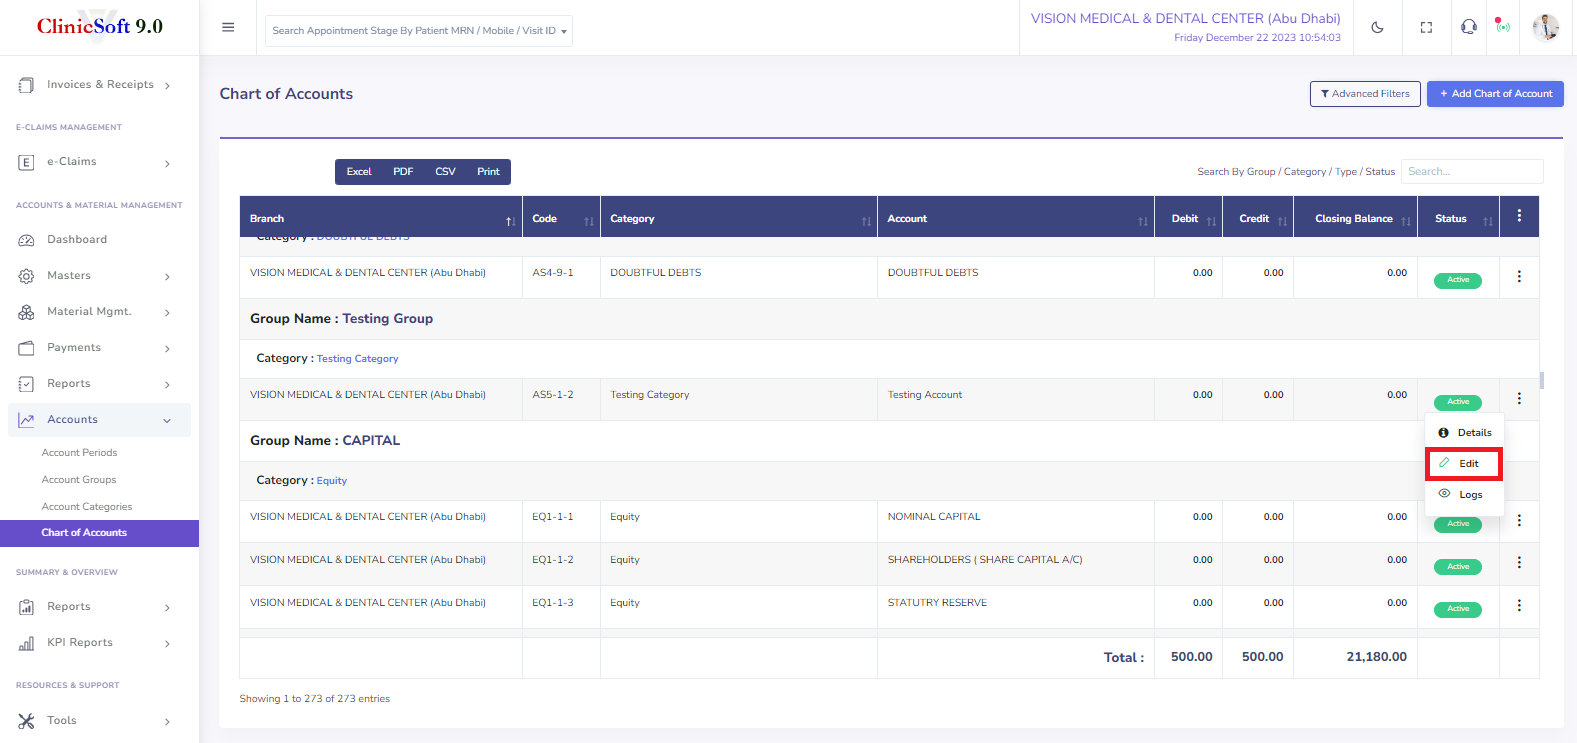 ClinicSoft 9.0
Search Appointment Stage By Patient MRN / Mobile / Visit ID
VISION MEDICAL & DENTAL CENTER (Abu Dhabi)
Friday December 22 2023 10:54:03
Invoices & Receipts
E-CLAIMS MANAGEMENT
E e-Claims
ACCOUNTS & MATERIAL MANAGEMENT
Dashboard
Masters
Material Mgmt.
Payments
Reports
Accounts
Account Periods
Account Groups
Account Categories
Chart of Accounts
SUMMARY & OVERVIEW
Reports
KPI Reports
RESOURCES & SUPPORT
Tools
Chart of Accounts
Advanced Filters
+ Add Chart of Account
Excel PDF CSV Print
Search By Group / Category / Type / Status Search...
Branch Code Category Account Debit Credit Closing Balance Status
Category : DOUBTFUL DEBTS
VISION MEDICAL & DENTAL CENTER (Abu Dhabi) AS4-9-1 DOUBTFUL DEBTS DOUBTFUL DEBTS 0.00 0.00 0.00 Active
Group Name : Testing Group
Category : Testing Category
VISION MEDICAL & DENTAL CENTER (Abu Dhabi) AS5-1-2 Testing Category Testing Account 0.00 0.00 0.00 Active
Details
Edit
Logs
Group Name : CAPITAL
Category : Equity
VISION MEDICAL & DENTAL CENTER (Abu Dhabi) EQ1-1-1 Equity NOMINAL CAPITAL 0.00 0.00 0.00 Active
VISION MEDICAL & DENTAL CENTER (Abu Dhabi) EQ1-1-2 Equity SHAREHOLDERS ( SHARE CAPITAL A/C) 0.00 0.00 0.00 Active
VISION MEDICAL & DENTAL CENTER (Abu Dhabi) EQ1-1-3 Equity STATUTRY RESERVE 0.00 0.00 0.00 Active
Total : 500.00 500.00 21,180.00
Showing 1 to 273 of 273 entries